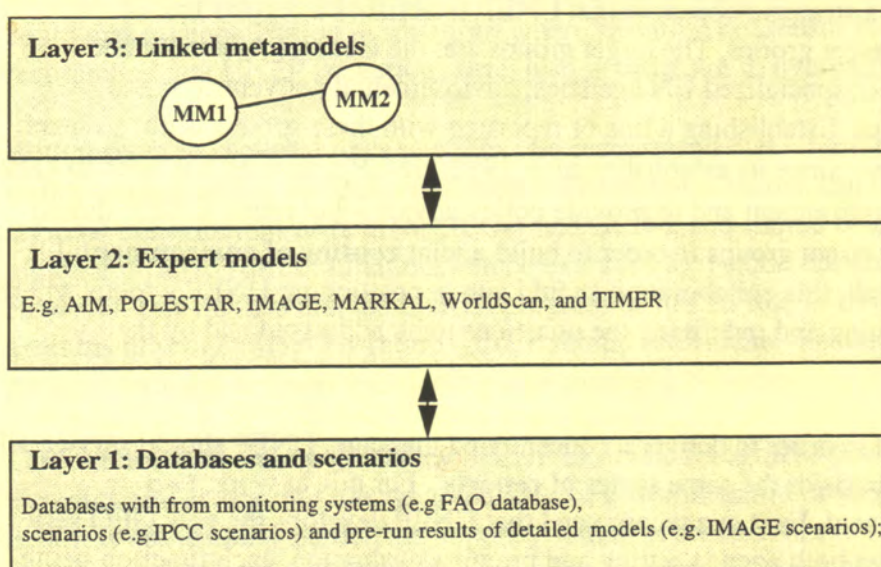 Layer 3: Linked metamodels
MM1
MM2
Layer 2: Expert models
E.g. AIM, POLESTAR, IMAGE, MARKAL, WorldScan, and TIMER
Layer 1: Databases and scenarios
Databases with from monitoring systems (e.g FAO database),
scenarios (e.g.IPCC scenarios) and pre-run results of detailed models (e.g. IMAGE scenarios);